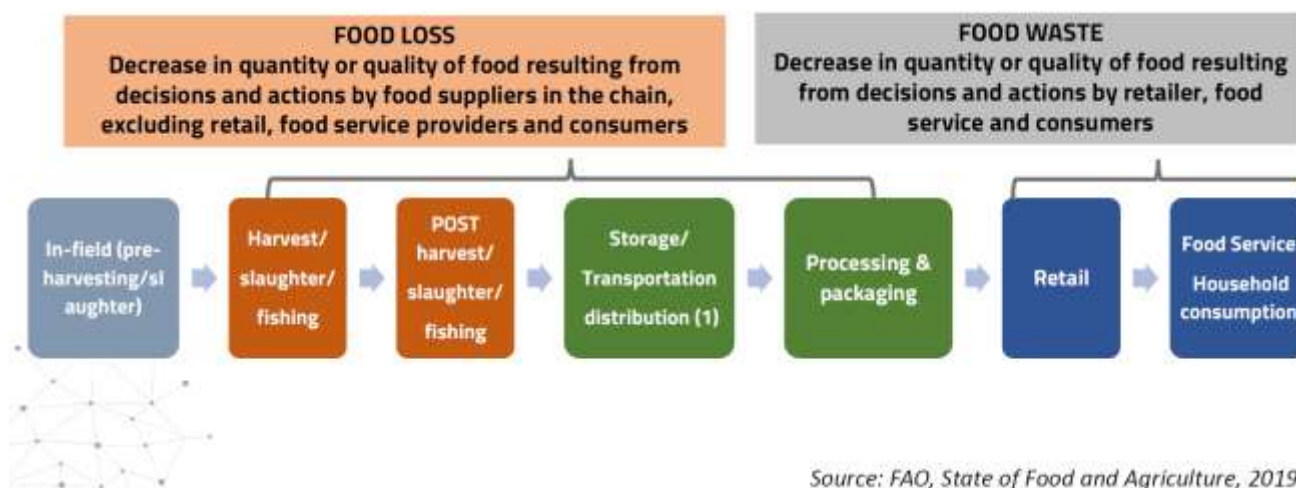 FOOD LOSS
Decrease in quantity or quality of food resulting from
decisions and actions by food suppliers in the chain,
excluding retail, food service providers and consumers
FOOD WASTE
Decrease in quantity or quality of food resulting
from decisions and actions by retailer, food
service and consumers
In-field (pre-
harvesting/sl
aughter)
Harvest/
slaughter/
fishing
POST
harvest/
slaughter/
fishing
Storage/
Transportation
distribution (1)
Processing &
packaging
Retail
Food Service
Household
consumption
Source: FAO, State of Food and Agriculture, 2019